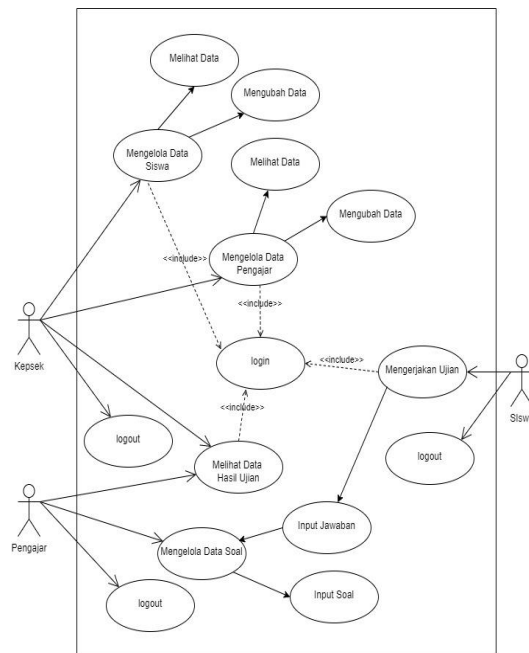 Melihat Data
Mengubah Data
Mengelola Data
Siswa
Melihat Data
Mengubah Data
Mengelola Data
Pengajar
<<include>>
<<include>>
login
<<include>>
Mengerjakan Ujian
Kepsek
SIsw
<<include>>
logout
logout
Melihat Data
Hasil Ujian
Input Jawaban
Pengajar
Mengelola Data Soal
logout
Input Soal